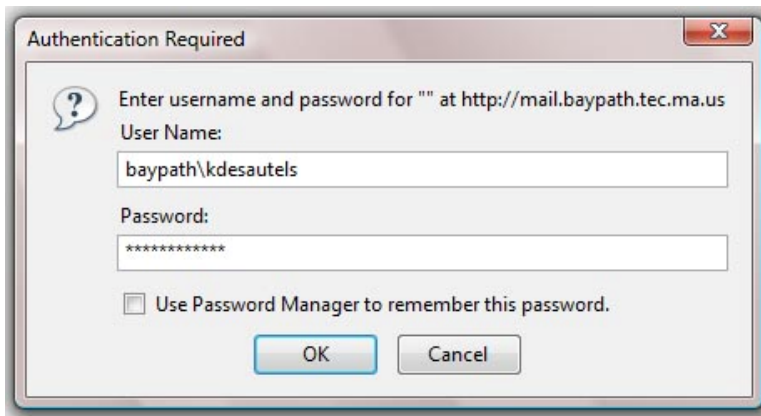 Authentication Required
Enter username and password for "" at http://mail.baypath.tec.ma.us
User Name:
baypath\kdesautels
Password:
************
Use Password Manager to remember this password.
OK Cancel